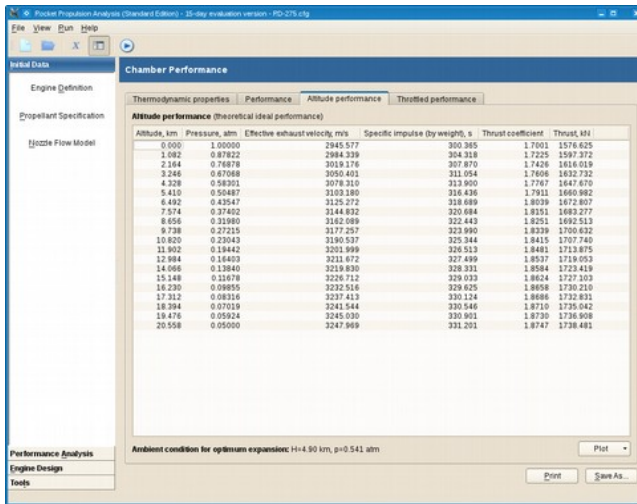 Rocket Propulsion Analysis (Standard Edition) - 15-day evaluation version - RD-275.cfg
File View Run Help
Initial Data
Engine Definition
Propellant Specification
Nozzle Flow Model
Performance Analysis
Engine Design
Tools
Chamber Performance
Thermodynamic properties Performance Altitude performance Throttled performance
Altitude performance (theoretical ideal performance)
Altitude, km Pressure, atm Effective exhaust velocity, m/s Specific impulse (by weight), s Thrust coefficient Thrust, kN
0.000 1.00000 2945.577 300.365 1.7001 1576.625
1.082 0.87822 2984.339 304.318 1.7225 1597.372
2.164 0.76878 3019.176 307.870 1.7426 1616.019
3.246 0.67068 3050.401 311.054 1.7606 1632.732
4.328 0.58301 3078.310 313.900 1.7767 1647.670
5.410 0.50487 3103.180 316.436 1.7911 1660.982
6.492 0.43547 3125.272 318.689 1.8039 1672.807
7.574 0.37402 3144.832 320.684 1.8151 1683.277
8.656 0.31980 3162.089 322.443 1.8251 1692.513
9.738 0.27215 3177.257 323.990 1.8339 1700.632
10.820 0.23043 3190.537 325.344 1.8415 1707.740
11.902 0.19442 3201.999 326.513 1.8481 1713.875
12.984 0.16403 3211.672 327.499 1.8537 1719.053
14.066 0.13840 3219.830 328.331 1.8584 1723.419
15.148 0.11678 3226.712 329.033 1.8624 1727.103
16.230 0.09855 3232.516 329.625 1.8658 1730.210
17.312 0.08316 3237.413 330.124 1.8686 1732.831
18.394 0.07019 3241.544 330.546 1.8710 1735.042
19.476 0.05924 3245.030 330.901 1.8730 1736.908
20.558 0.05000 3247.969 331.201 1.8747 1738.481
Ambient condition for optimum expansion: H=4.90 km, p=0.541 atm
Plot
Print Save As...